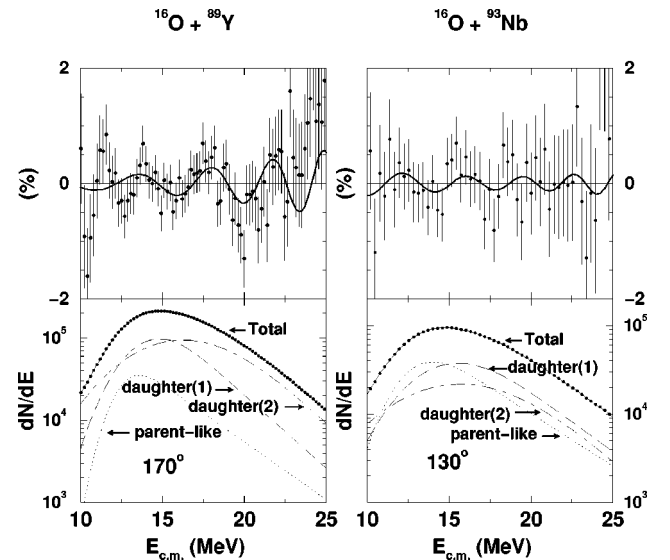 16O + 89Y
16O + 93Nb
2
2
(%)
0
(%)
0
−2
−2
10^5
10^5
Total
Total
dN/dE
daughter(1)
dN/dE
daughter(1)
daughter(2)
10^4
10^4
daughter(2)
parent−like
parent−like
170°
130°
10^3
10^3
10 15 20 25
10 15 20 25
E c.m. (MeV)
E c.m. (MeV)